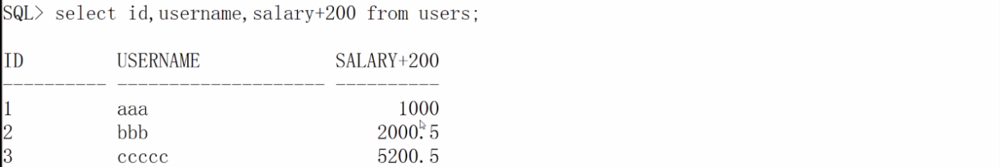 SQL> select id,username,salary+200 from users;
ID USERNAME SALARY+200
---------- -------------------- ----------
1 aaa 1000
2 bbb 2000.5
3 ccccc 5200.5